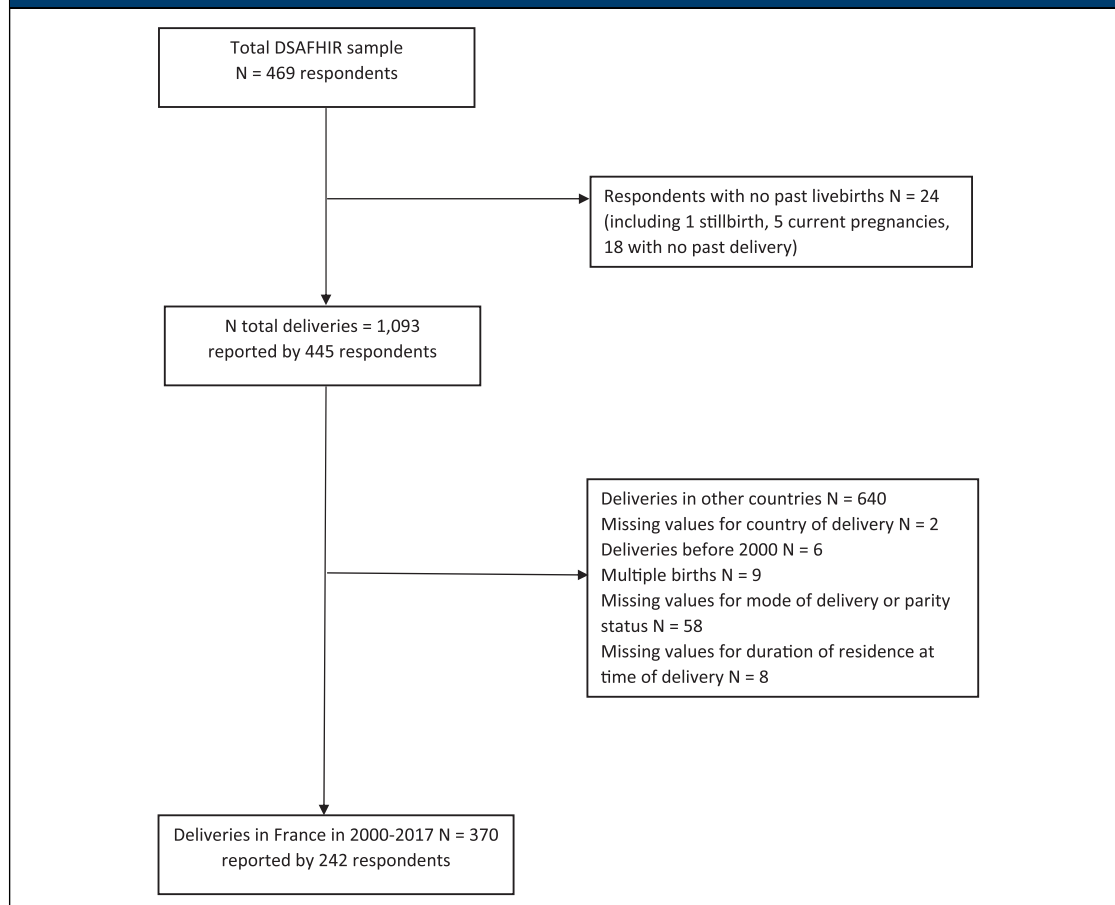 Total DSAFHIR sample
N = 469 respondents
Respondents with no past livebirths N = 24
(including 1 stillbirth, 5 current pregnancies,
18 with no past delivery)
N total deliveries = 1,093
reported by 445 respondents
Deliveries in other countries N = 640
Missing values for country of delivery N = 2
Deliveries before 2000 N = 6
Multiple births N = 9
Missing values for mode of delivery or parity
status N = 58
Missing values for duration of residence at
time of delivery N = 8
Deliveries in France in 2000-2017 N = 370
reported by 242 respondents